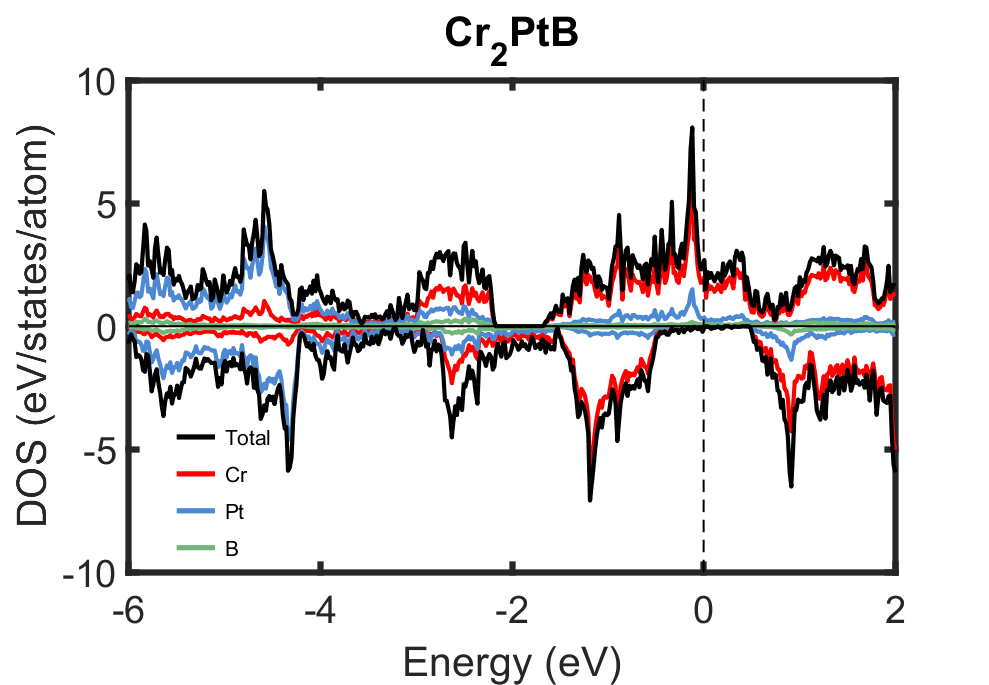 Cr2PtB
DOS (eV/states/atom)
10
5
0
-5
-10
Total
Cr
Pt
B
-6 -4 -2 0 2
Energy (eV)